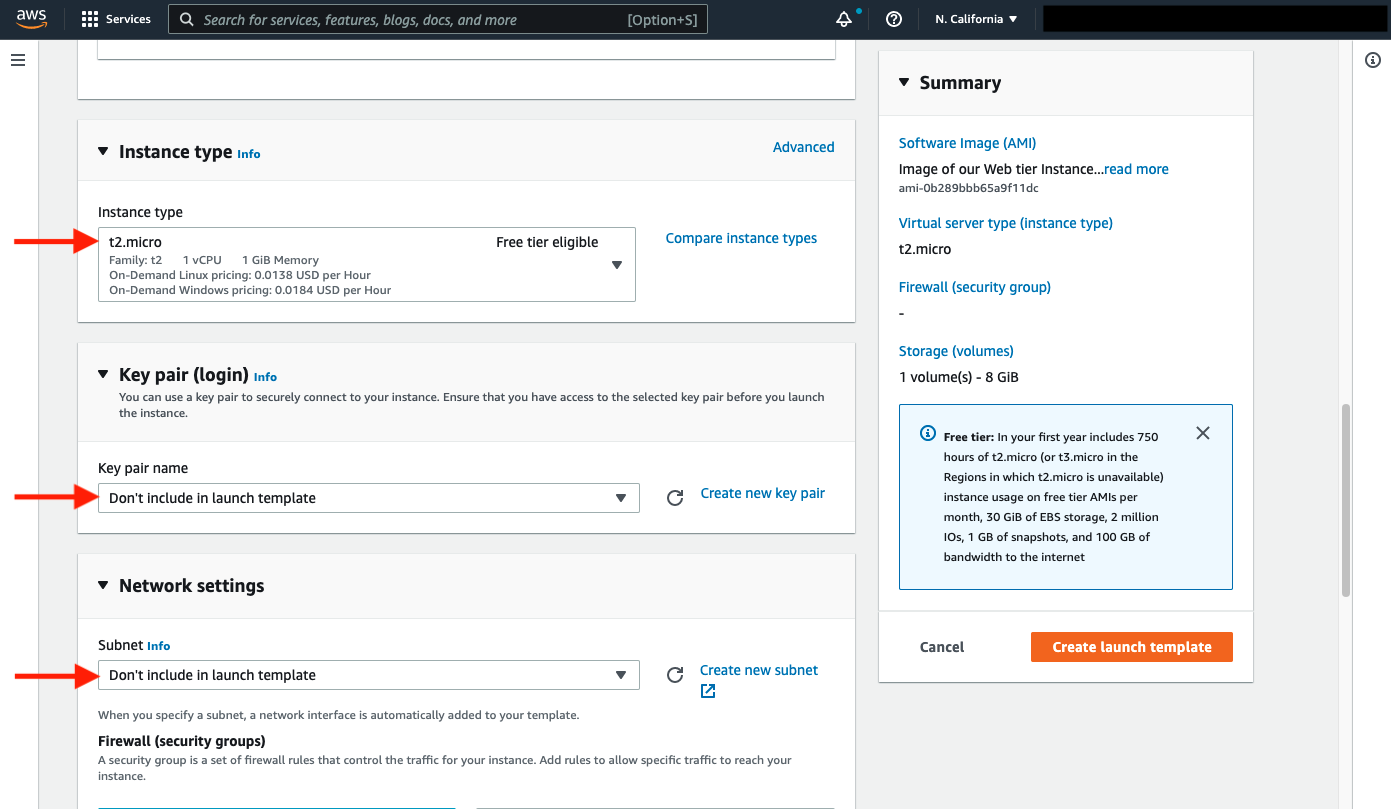 aws
Services
Search for services, features, blogs, docs, and more
[Option+S]
N. California
Instance type Info
Advanced
Instance type
t2.micro
Free tier eligible
Family: t2 1 vCPU 1 GiB Memory
On-Demand Linux pricing: 0.0138 USD per Hour
On-Demand Windows pricing: 0.0184 USD per Hour
Compare instance types
Key pair (login) Info
You can use a key pair to securely connect to your instance. Ensure that you have access to the selected key pair before you launch
the instance.
Key pair name
Don't include in launch template
Create new key pair
Network settings
Subnet Info
Don't include in launch template
Create new subnet
When you specify a subnet, a network interface is automatically added to your template.
Firewall (security groups)
A security group is a set of firewall rules that control the traffic for your instance. Add rules to allow specific traffic to reach your
instance.
Summary
Software Image (AMI)
Image of our Web tier Instance...read more
ami-0b289bbb65a9f11dc
Virtual server type (instance type)
t2.micro
Firewall (security group)
-
Storage (volumes)
1 volume(s) - 8 GiB
Free tier: In your first year includes 750
hours of t2.micro (or t3.micro in the
Regions in which t2.micro is unavailable)
instance usage on free tier AMIs per
month, 30 GiB of EBS storage, 2 million
IOs, 1 GB of snapshots, and 100 GB of
bandwidth to the internet
Cancel
Create launch template